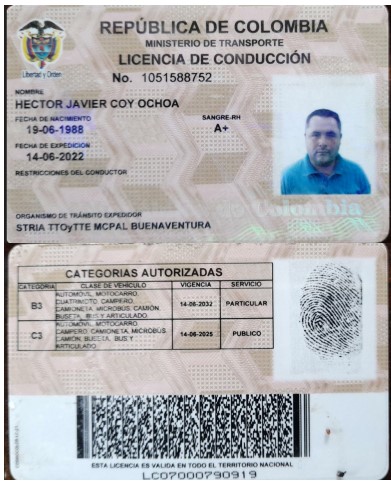 REPÚBLICA DE COLOMBIA
MINISTERIO DE TRANSPORTE
LICENCIA DE CONDUCCIÓN
Libertad y Orden
No. 1051588752
NOMBRE
HECTOR JAVIER COY OCHOA
FECHA DE NACIMIENTO
19-06-1988
SANGRE-RH
A+
FECHA DE EXPEDICION
14-06-2022
RESTRICCIONES DEL CONDUCTOR
Colombia
ORGANISMO DE TRÁNSITO EXPEDIDOR
STRIA TTOyTTE MCPAL BUENAVENTURA
CATEGORIAS AUTORIZADAS
CATEGORIA CLASE DE VEHÍCULO VIGENCIA SERVICIO
B3 AUTOMOVIL, MOTOCARRO, CUATRIMOTO, CAMPERO, CAMIONETA, MICROBUS, CAMIÓN, BUSETA, BUS Y ARTICULADO. 14-06-2032 PARTICULAR
C3 AUTOMOVIL, MOTOCARRO, CAMPERO, CAMIONETA, MICROBUS, CAMIÓN, BUSETA, BUS Y ARTICULADO. 14-06-2025 PUBLICO
ESTA LICENCIA ES VALIDA EN TODO EL TERRITORIO NACIONAL
LC07000790919